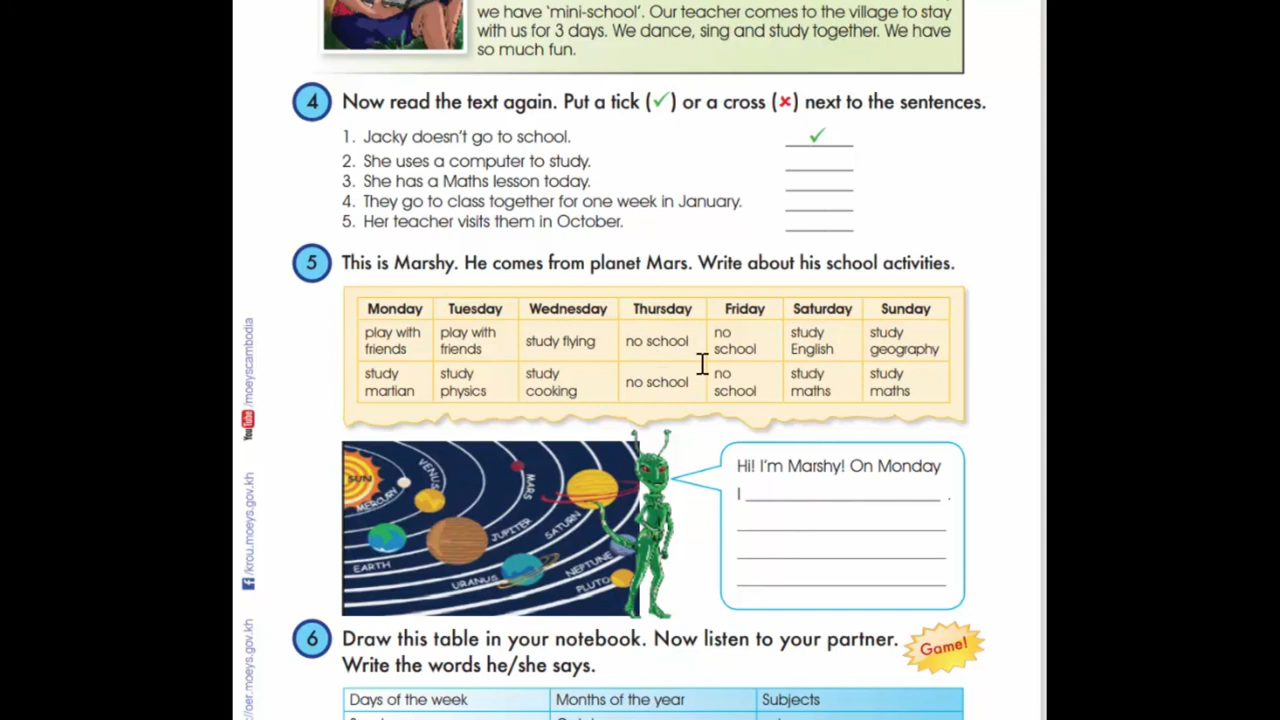 we have 'mini-school'. Our teacher comes to the village to stay
with us for 3 days. We dance, sing and study together. We have
so much fun.
4 Now read the text again. Put a tick (✓) or a cross (✗) next to the sentences.
1. Jacky doesn't go to school. ✓
2. She uses a computer to study.
3. She has a Maths lesson today.
4. They go to class together for one week in January.
5. Her teacher visits them in October.
5 This is Marshy. He comes from planet Mars. Write about his school activities.
Monday Tuesday Wednesday Thursday Friday Saturday Sunday
play with friends play with friends study flying no school no school study English study geography
study martian study physics study cooking no school no school study maths study maths
SUN
MERCURY
VENUS
EARTH
MARS
JUPITER
SATURN
URANUS
NEPTUNE
PLUTO
Hi! I'm Marshy! On Monday
I ____________________ .
6 Draw this table in your notebook. Now listen to your partner.
Write the words he/she says.
Game!
Days of the week Months of the year Subjects
YouTube /moeyscambodia
f /krou.moeys.gov.kh
/oer.moeys.gov.kh